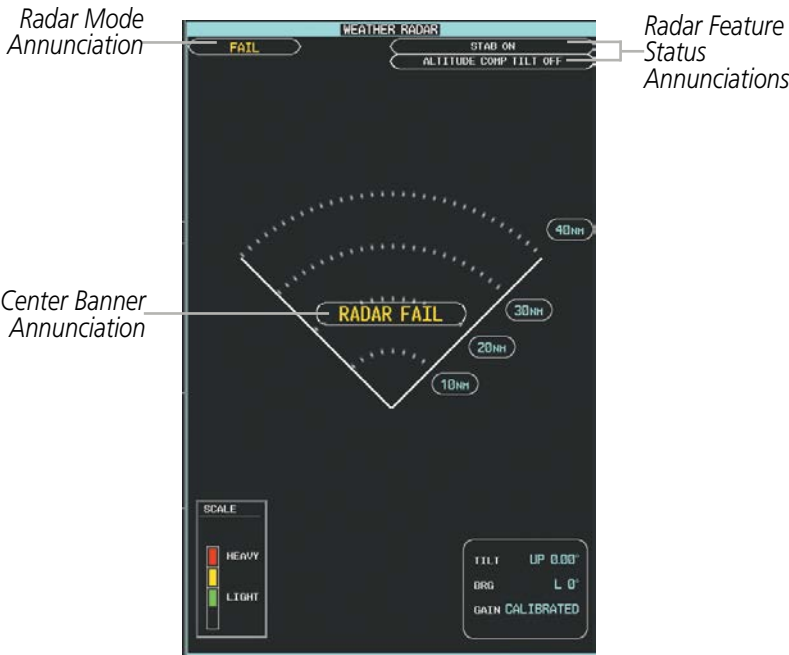 Radar Mode
Annunciation
WEATHER RADAR
FAIL
STAB ON
ALTITUDE COMP TILT OFF
Radar Feature
Status
Annunciations
40NM
Center Banner
Annunciation
RADAR FAIL
30NM
20NM
10NM
SCALE
HEAVY
LIGHT
TILT UP 0.00°
BRG L 0°
GAIN CALIBRATED